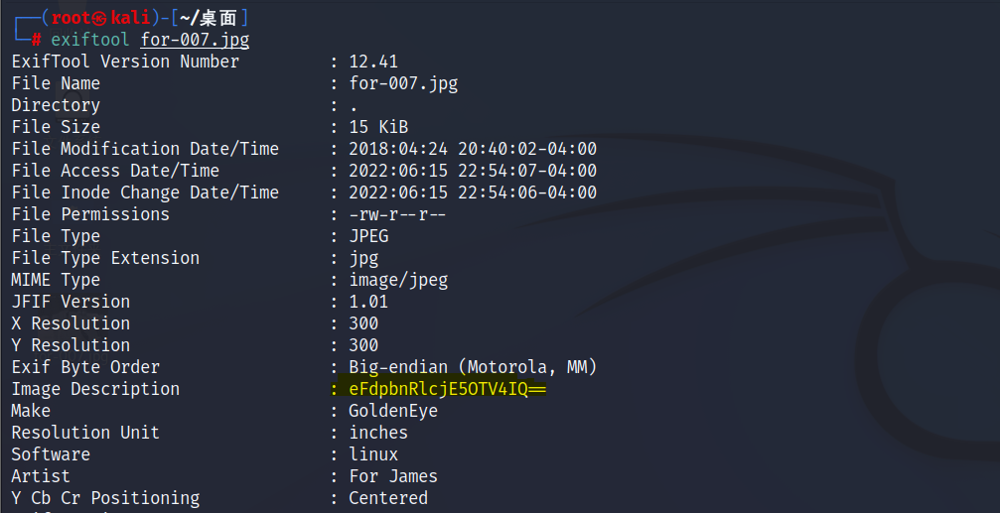 ┌──(root㉿kali)-[~/桌面]
└─# exiftool for-007.jpg
ExifTool Version Number : 12.41
File Name : for-007.jpg
Directory : .
File Size : 15 KiB
File Modification Date/Time : 2018:04:24 20:40:02-04:00
File Access Date/Time : 2022:06:15 22:54:07-04:00
File Inode Change Date/Time : 2022:06:15 22:54:06-04:00
File Permissions : -rw-r--r--
File Type : JPEG
File Type Extension : jpg
MIME Type : image/jpeg
JFIF Version : 1.01
X Resolution : 300
Y Resolution : 300
Exif Byte Order : Big-endian (Motorola, MM)
Image Description : eFdpbnRlcjE5OTV4IQ==
Make : GoldenEye
Resolution Unit : inches
Software : linux
Artist : For James
Y Cb Cr Positioning : Centered